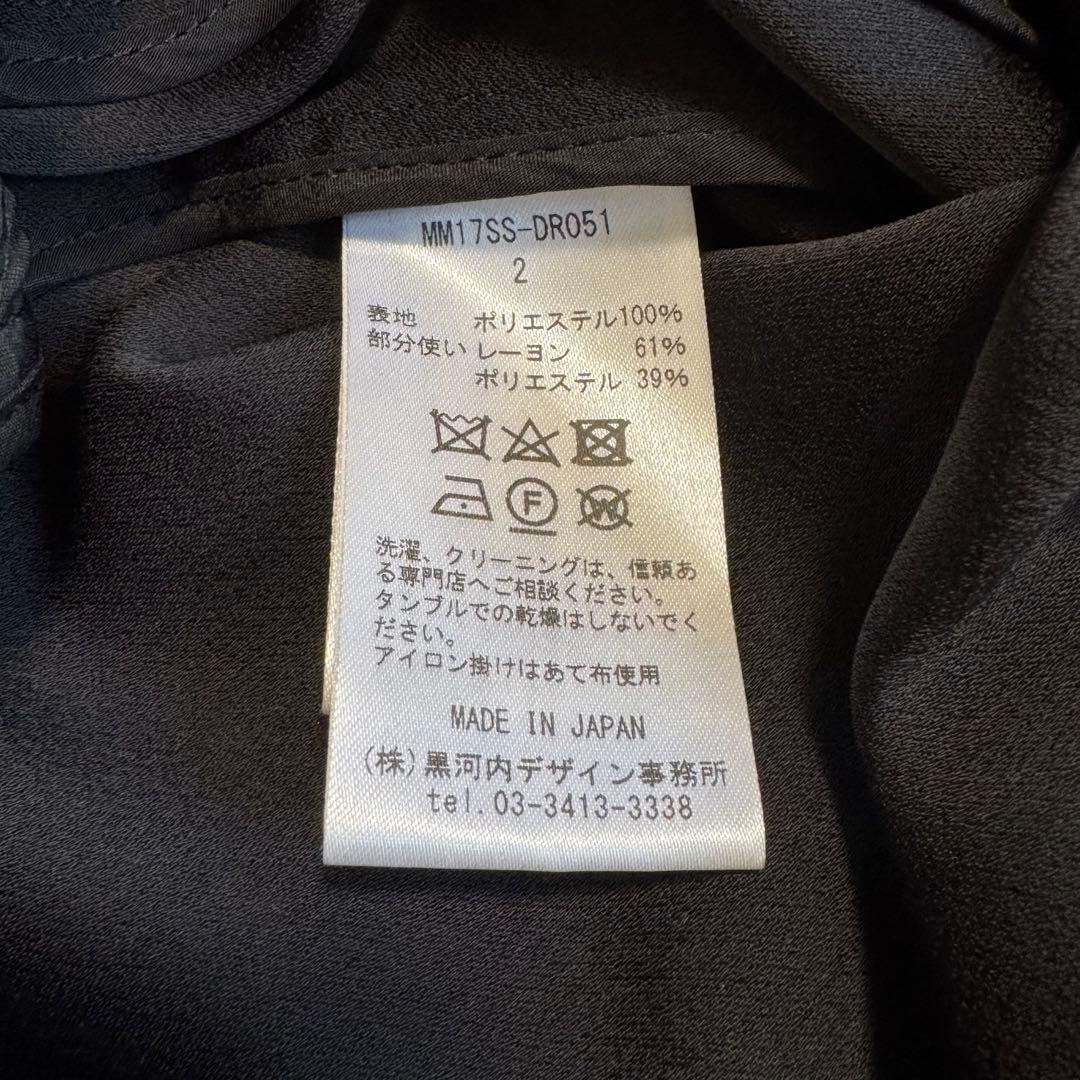 MM17SS-DR051
2
表地 ポリエステル100%
部分使い レーヨン 61%
ポリエステル 39%
F
W
洗濯、クリーニングは、信頼あ
る専門店へご相談ください。
タンブルでの乾燥はしないでく
ださい。
アイロン掛けはあて布使用
MADE IN JAPAN
(株)黒河内デザイン事務所
tel.03-3413-3338